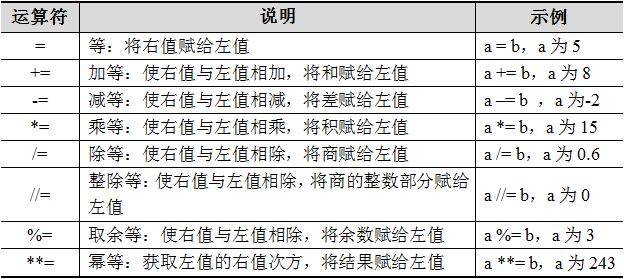 运算符 说明 示例
= 等：将右值赋给左值 a = b，a 为 5
+= 加等：使右值与左值相加，将和赋给左值 a += b，a 为 8
-= 减等：使右值与左值相减，将差赋给左值 a –= b ，a 为-2
*= 乘等：使右值与左值相乘，将积赋给左值 a *= b，a 为 15
/= 除等：使右值与左值相除，将商赋给左值 a /= b，a 为 0.6
//= 整除等：使右值与左值相除，将商的整数部分赋给 a //= b，a 为 0
左值
%= 取余等：使右值与左值相除，将余数赋给左值 a %= b，a 为 3
**= 幂等：获取左值的右值次方，将结果赋给左值 a **= b，a 为 243